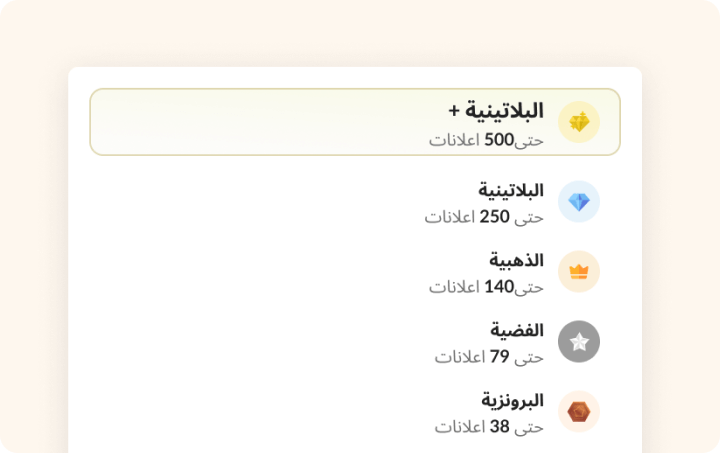 البلاتينية +
حتى500 اعلانات
البلاتينية
حتى 250 اعلانات
الذهبية
حتى140 اعلانات
الفضية
حتى 79 اعلانات
البرونزية
حتى 38 اعلانات